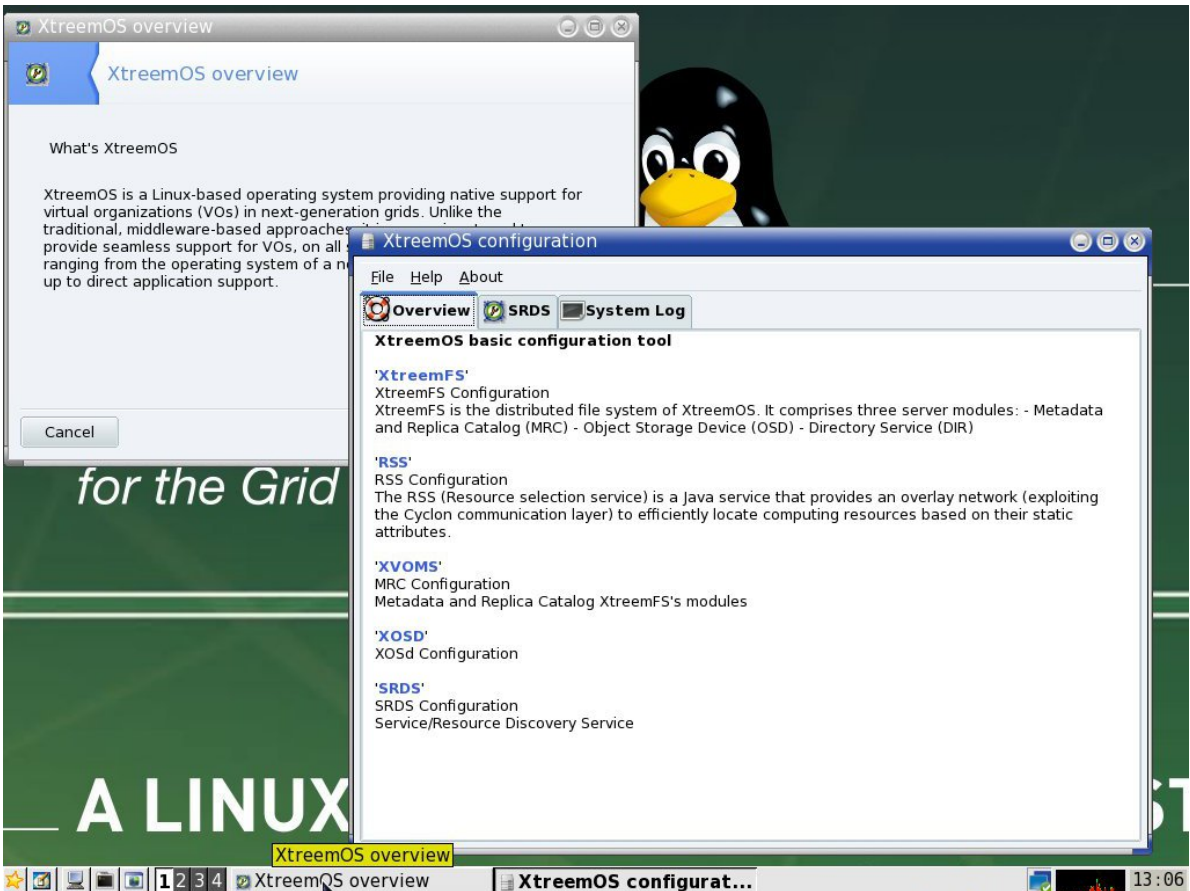 XtreemOS overview
XtreemOS overview
What's XtreemOS
XtreemOS is a Linux-based operating system providing native support for
virtual organizations (VOs) in next-generation grids. Unlike the
traditional, middleware-based approaches
provide seamless support for VOs, on all
ranging from the operating system of a
up to direct application support.
Cancel
XtreemOS configuration
File Help About
Overview SRDS System Log
XtreemOS basic configuration tool
'XtreemFS'
XtreemFS Configuration
XtreemFS is the distributed file system of XtreemOS. It comprises three server modules: - Metadata
and Replica Catalog (MRC) - Object Storage Device (OSD) - Directory Service (DIR)
'RSS'
RSS Configuration
The RSS (Resource selection service) is a Java service that provides an overlay network (exploiting
the Cyclon communication layer) to efficiently locate computing resources based on their static
attributes.
'XVOMS'
MRC Configuration
Metadata and Replica Catalog XtreemFS's modules
'XOSD'
XOSd Configuration
'SRDS'
SRDS Configuration
Service/Resource Discovery Service
for the Grid
A LINUX
XtreemOS overview
1 2 3 4 XtreemOS overview XtreemOS configurat... 13:06